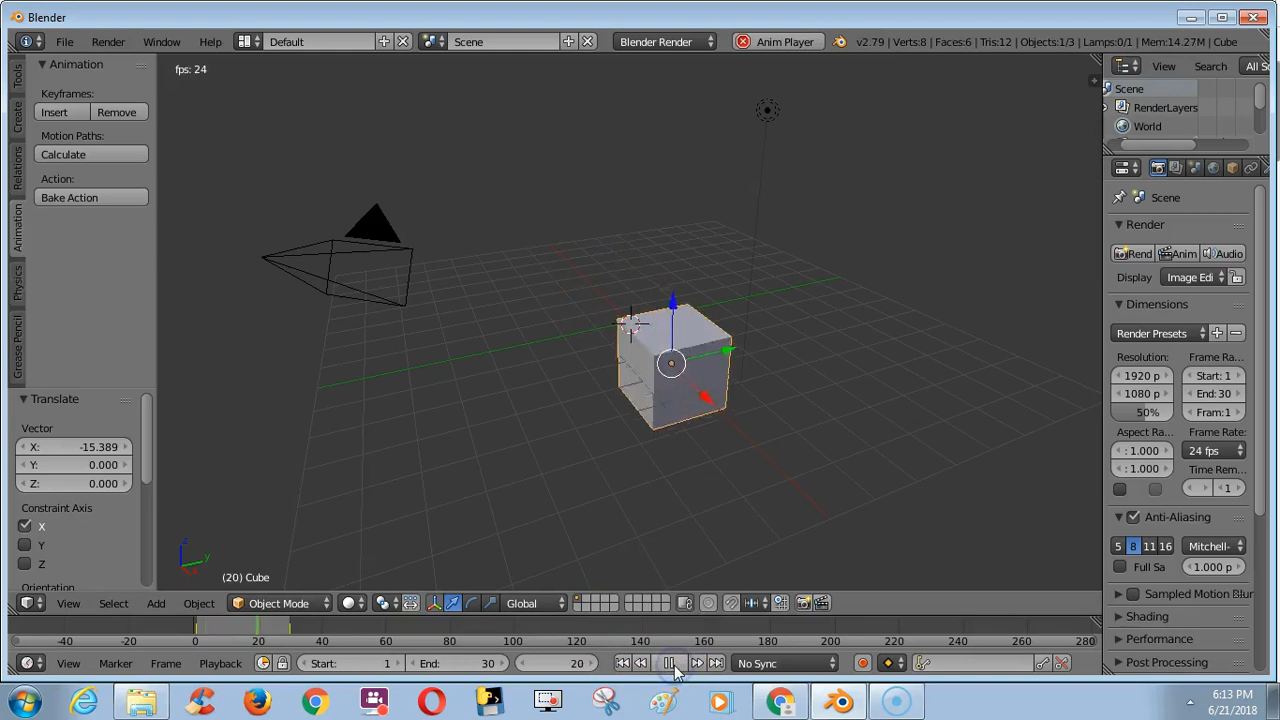 Blender
File Render Window Help Default Scene Blender Render Anim Player v2.79 | Verts:8 | Faces:6 | Tris:12 | Objects:1/3 | Lamps:0/1 | Mem:14.27M | Cube
Animation
Keyframes:
Insert Remove
Motion Paths:
Calculate
Action:
Bake Action
Tools
Create
Relations
Animation
Physics
Grease Pencil
Translate
Vector
X: -15.389
Y: 0.000
Z: 0.000
Constraint Axis
X
Y
Z
Orientation
fps: 24
z
y
(20) Cube
View Search All Sc
Scene
RenderLayers
World
Scene
Render
Rend Anim Audio
Display Image Edi
Dimensions
Render Presets
Resolution: Frame Ra...
1920 p Start: 1
1080 p End: 30
50% Fram: 1
Aspect Ra... Frame Rate:
: 1.000 24 fps
: 1.000 Time Rem...
1
Anti-Aliasing
5 8 11 16 Mitchell-
Full Sa 1.000 p
Sampled Motion Blur
Shading
Performance
Post Processing
View Select Add Object Object Mode Global
-40 -20 0 20 40 60 80 100 120 140 160 180 200 220 240 260 280
View Marker Frame Playback Start: 1 End: 30 20 No Sync
6:13 PM
6/21/2018